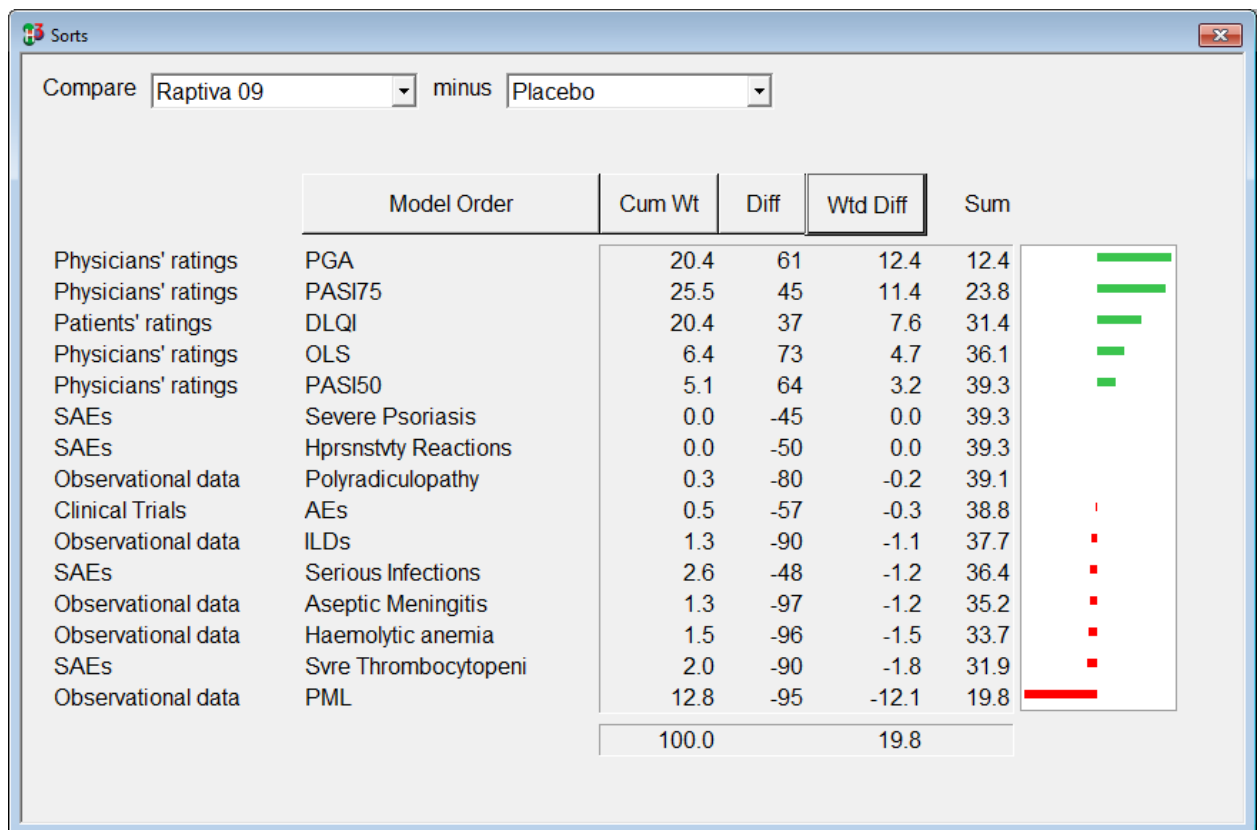 Sorts
Compare Raptiva 09 minus Placebo
Model Order Cum Wt Diff Wtd Diff Sum
Physicians' ratings PGA 20.4 61 12.4 12.4
Physicians' ratings PASI75 25.5 45 11.4 23.8
Patients' ratings DLQI 20.4 37 7.6 31.4
Physicians' ratings OLS 6.4 73 4.7 36.1
Physicians' ratings PASI50 5.1 64 3.2 39.3
SAEs Severe Psoriasis 0.0 -45 0.0 39.3
SAEs Hprsnstvty Reactions 0.0 -50 0.0 39.3
Observational data Polyradiculopathy 0.3 -80 -0.2 39.1
Clinical Trials AEs 0.5 -57 -0.3 38.8
Observational data ILDs 1.3 -90 -1.1 37.7
SAEs Serious Infections 2.6 -48 -1.2 36.4
Observational data Aseptic Meningitis 1.3 -97 -1.2 35.2
Observational data Haemolytic anemia 1.5 -96 -1.5 33.7
SAEs Svre Thrombocytopeni 2.0 -90 -1.8 31.9
Observational data PML 12.8 -95 -12.1 19.8
100.0 19.8